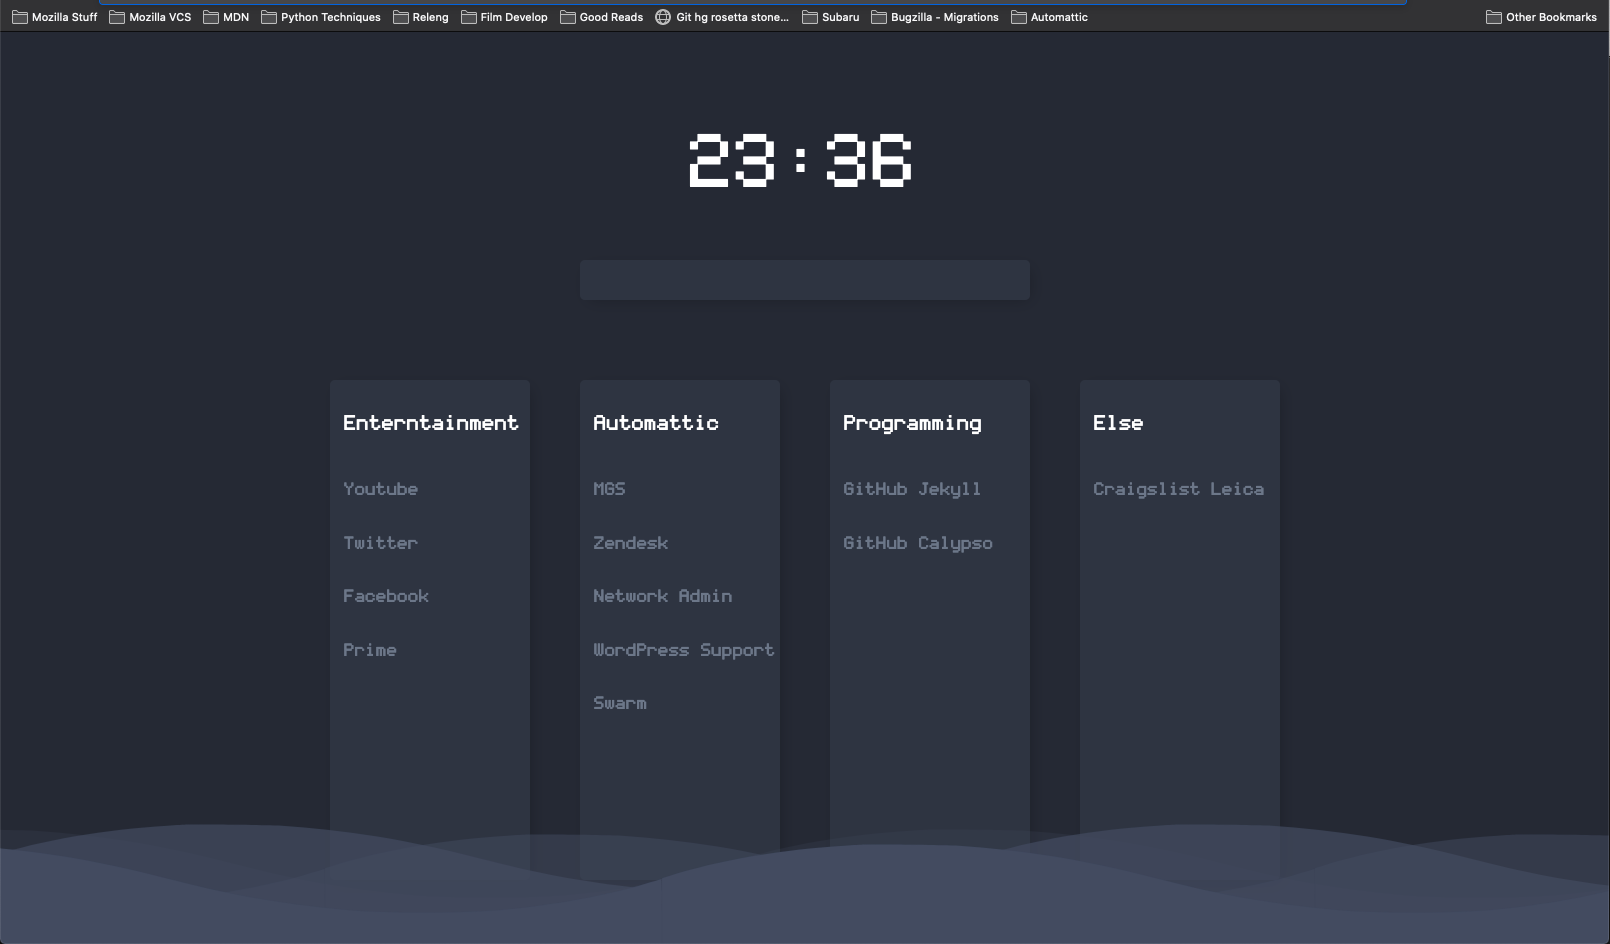 Mozilla Stuff Mozilla VCS MDN Python Techniques Releng Film Develop Good Reads Git hg rosetta stone... Subaru Bugzilla - Migrations Automattic Other Bookmarks
23:36
Enterntainment
Youtube
Twitter
Facebook
Prime
Automattic
MGS
Zendesk
Network Admin
WordPress Support
Swarm
Programming
GitHub Jekyll
GitHub Calypso
Else
Craigslist Leica